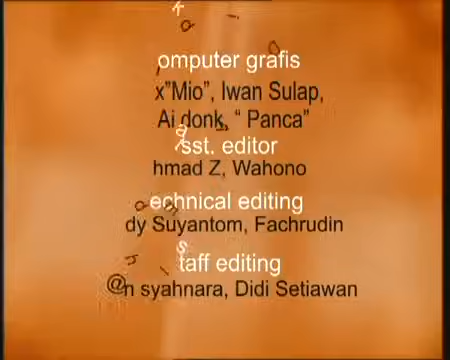 omputer grafis
x"Mio", Iwan Sulap,
Ai donk, " Panca"
sst. editor
hmad Z, Wahono
echnical editing
dy Suyantom, Fachrudin
staff editing
@n syahnara, Didi Setiawan